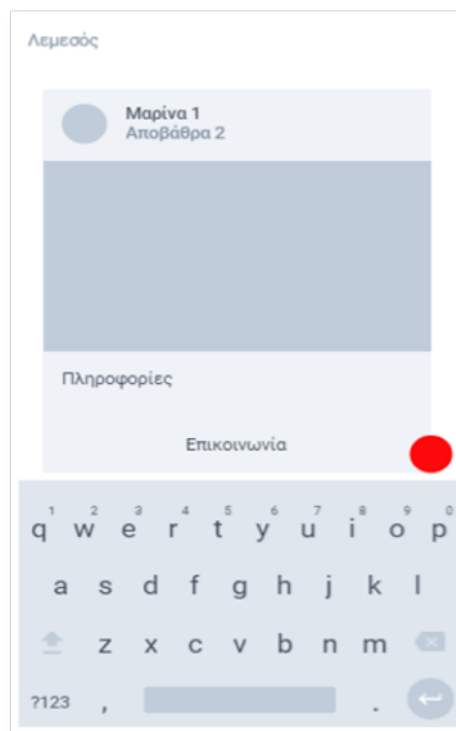 Λεμεσός
Μαρίνα 1
Αποβάθρα 2
Πληροφορίες
Επικοινωνία
1 2 3 4 5 6 7 8 9 0
q w e r t y u i o p
a s d f g h j k l
z x c v b n m
?123 , .